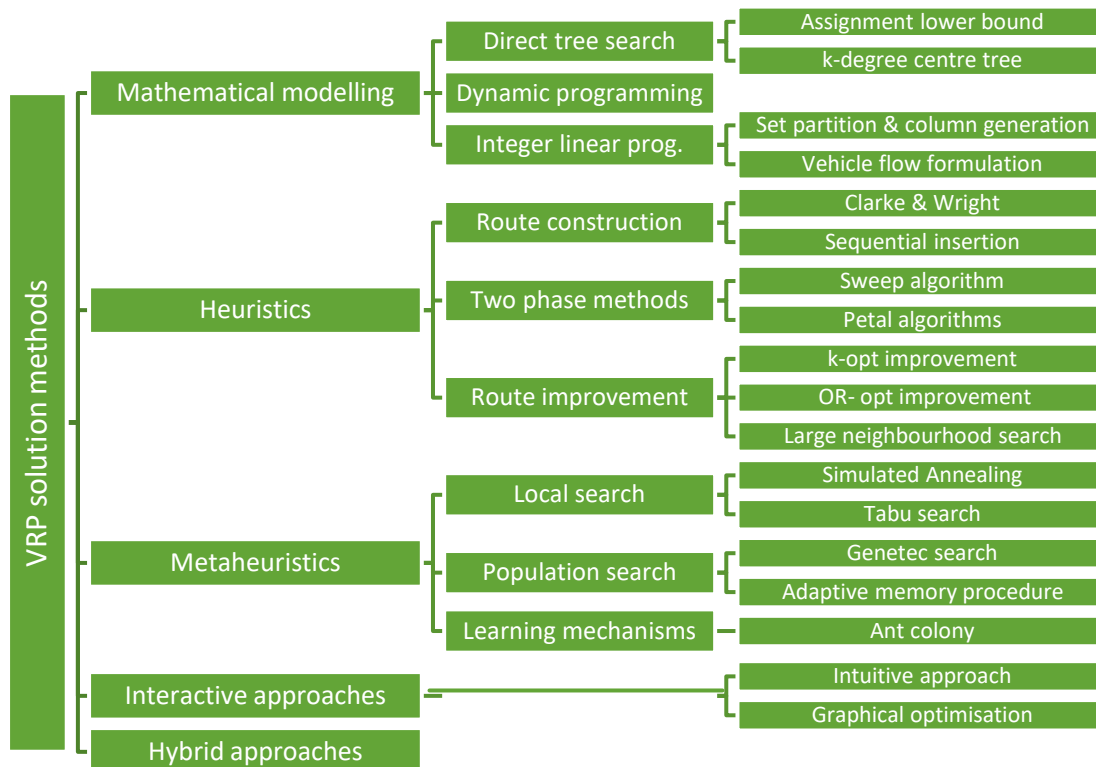 VRP solution methods
Mathematical modelling
Direct tree search
Assignment lower bound
k-degree centre tree
Dynamic programming
Integer linear prog.
Set partition & column generation
Vehicle flow formulation
Heuristics
Route construction
Clarke & Wright
Sequential insertion
Two phase methods
Sweep algorithm
Petal algorithms
Route improvement
k-opt improvement
OR- opt improvement
Large neighbourhood search
Metaheuristics
Local search
Simulated Annealing
Tabu search
Population search
Genetec search
Adaptive memory procedure
Learning mechanisms
Ant colony
Interactive approaches
Intuitive approach
Graphical optimisation
Hybrid approaches